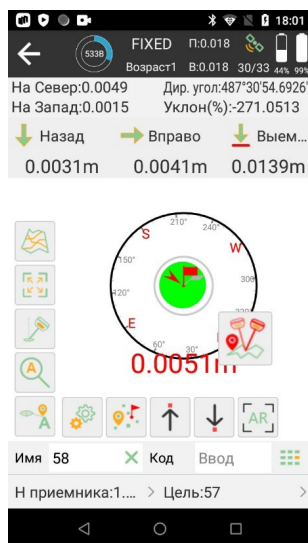 18:01
533B FIXED П:0.018
Возраст1 В:0.018 30/33 44% 99%
На Север:0.0049 Дир. угол:487°30'54.6926"
На Запад:0.0015 Уклон(%):-271.0513
Назад Вправо Выем...
0.0031m 0.0041m 0.0139m
210° 240°
S W
150° 300
120°
E
60° 30°
0.0051m
A
A
AR
Имя 58 Код Ввод
Н приемника:1.... > Цель:57 >